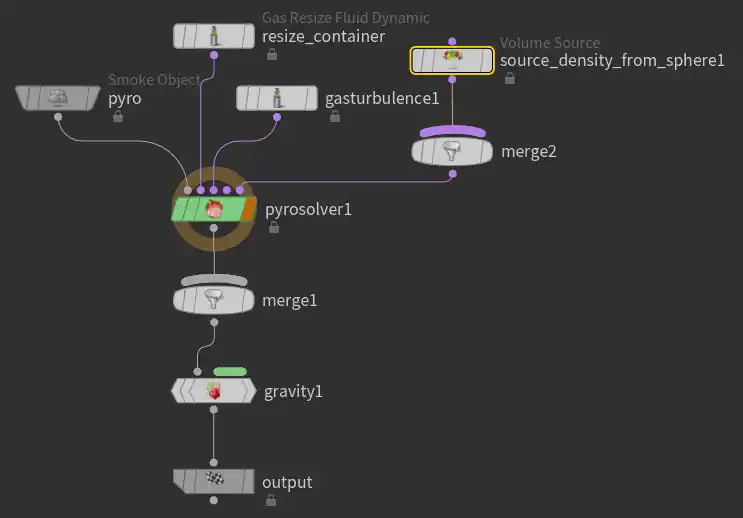 Gas Resize Fluid Dynamic
resize_container
Volume Source
source_density_from_sphere1
Smoke Object
pyro
gasturbulence1
merge2
pyrosolver1
merge1
gravity1
output